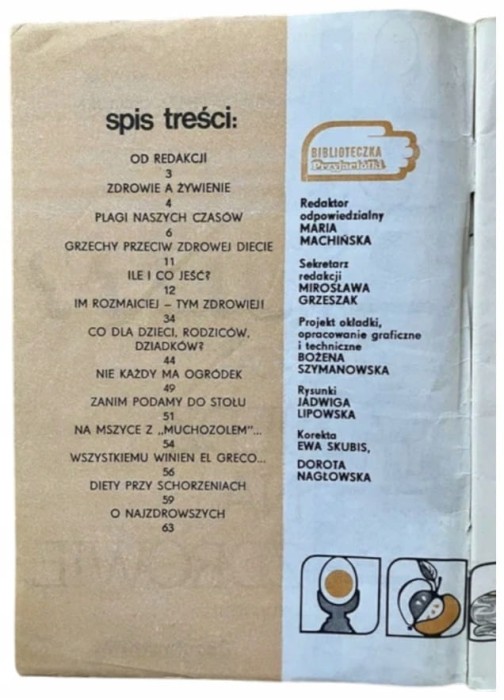 spis treści:
OD REDAKCJI
3
ZDROWIE A ŻYWIENIE
4
PLAGI NASZYCH CZASÓW
6
GRZECHY PRZECIW ZDROWEJ DIECIE
11
ILE I CO JEŚĆ?
12
IM ROZMAICIEJ – TYM ZDROWIEJ!
34
CO DLA DZIECI, RODZICÓW,
DZIADKÓW?
44
NIE KAŻDY MA OGRÓDEK
49
ZANIM PODAMY DO STOŁU
51
NA MSZYCE Z „MUCHOZOLEM”...
54
WSZYSTKIEMU WINIEN EL GRECO...
56
DIETY PRZY SCHORZENIACH
59
O NAJZDROWSZYCH
63
BIBLIOTECZKA
Przyjaciółki
Redaktor
odpowiedzialny
MARIA
MACHIŃSKA
Sekretarz
redakcji
MIROSŁAWA
GRZESZAK
Projekt okładki,
opracowanie graficzne
i techniczne
BOŻENA
SZYMANOWSKA
Rysunki
JADWIGA
LIPOWSKA
Korekta
EWA SKUBIS,
DOROTA
NAGŁOWSKA